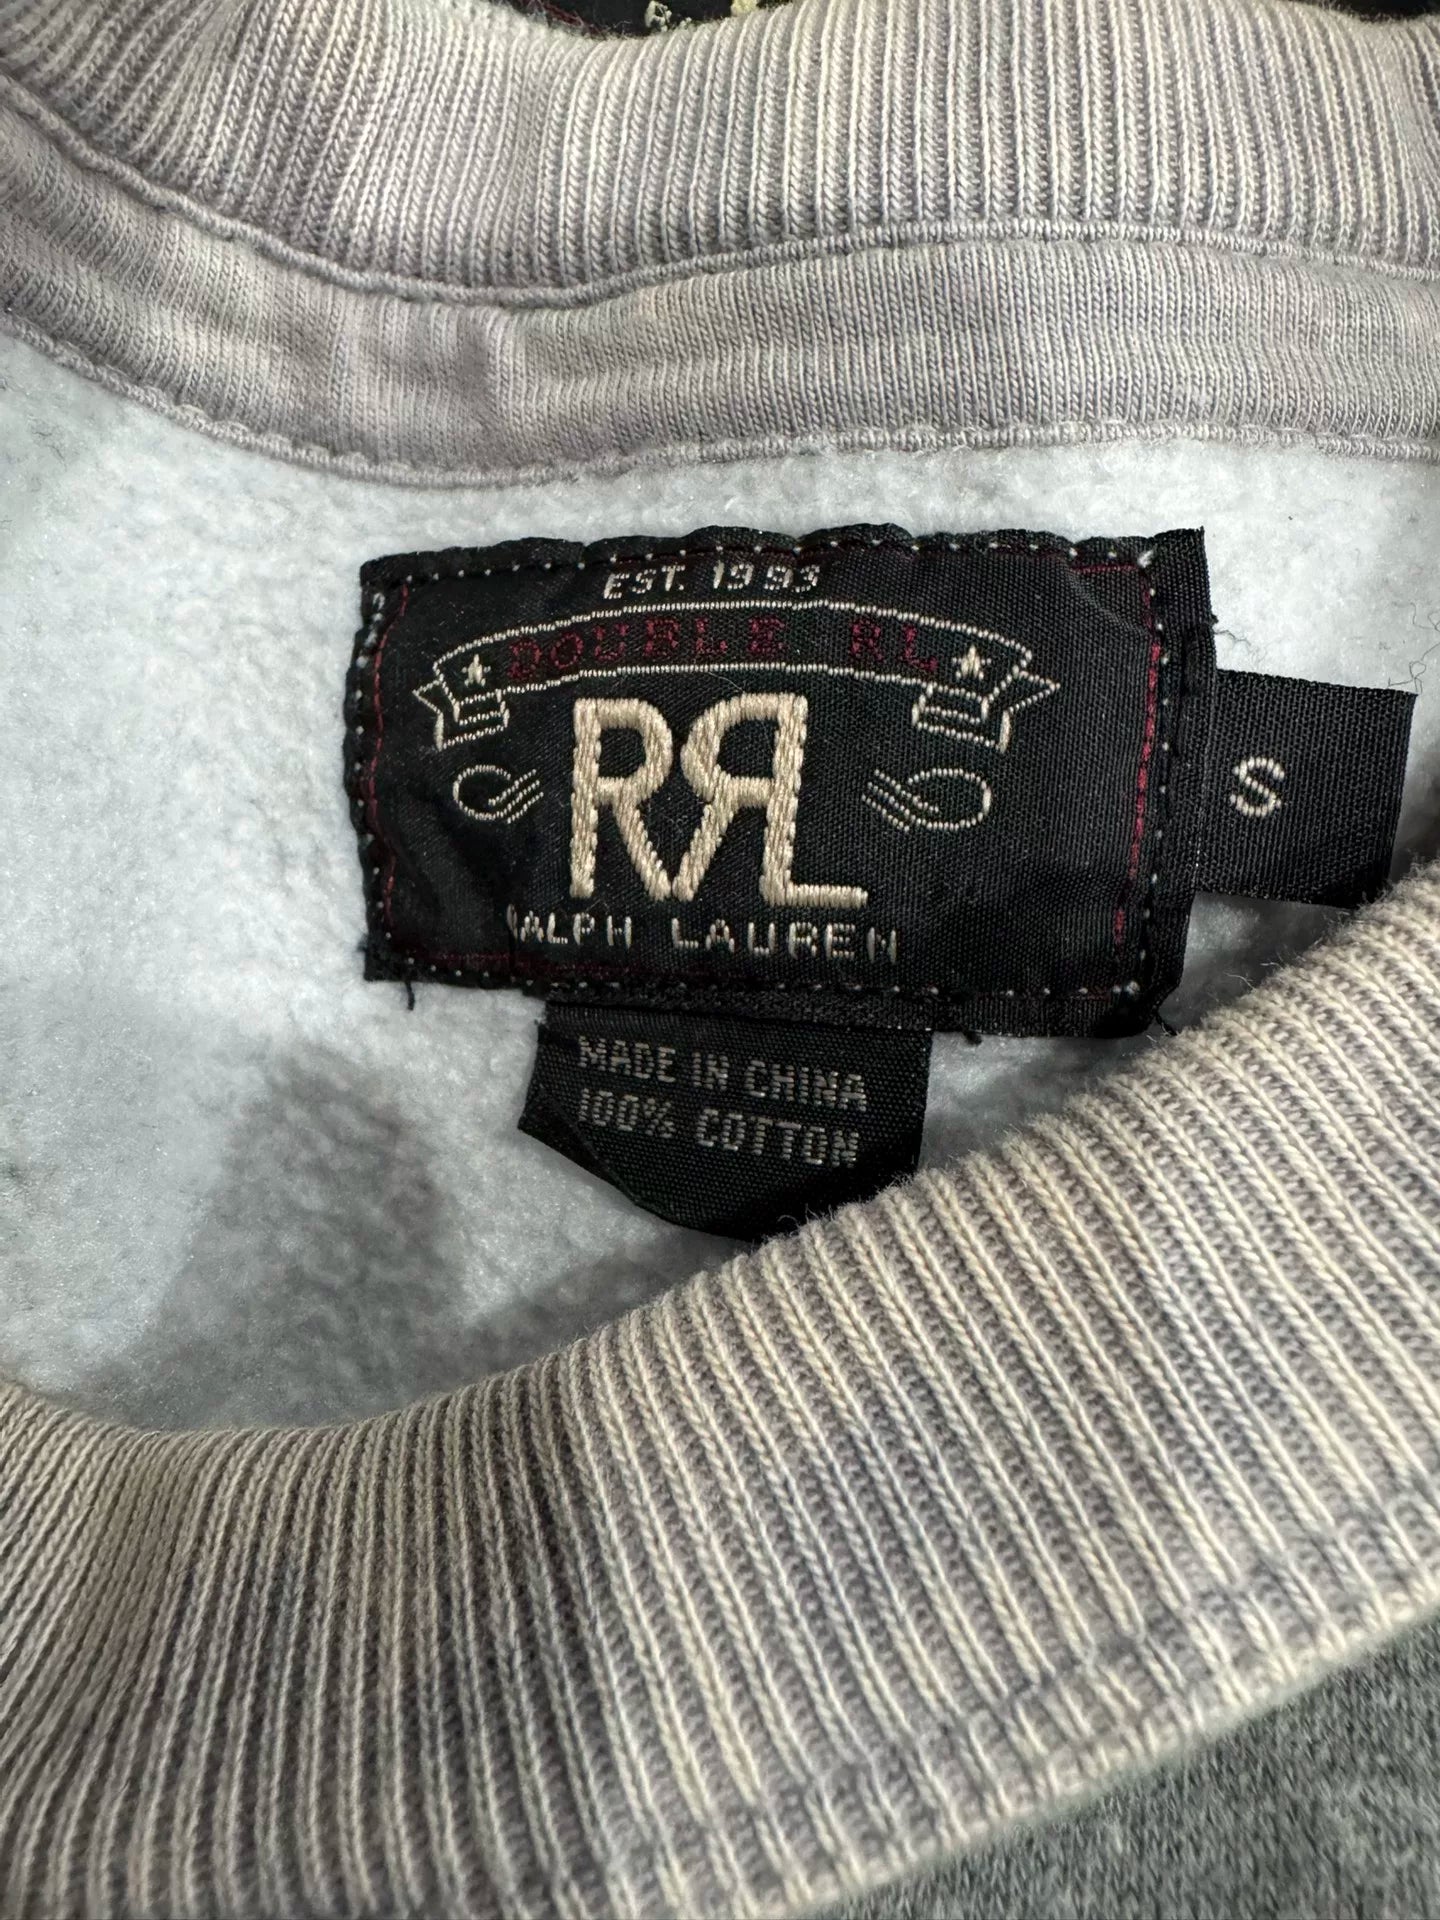 EST. 1993
DOUBLE RL
RRL
RALPH LAUREN
S
MADE IN CHINA
100% COTTON